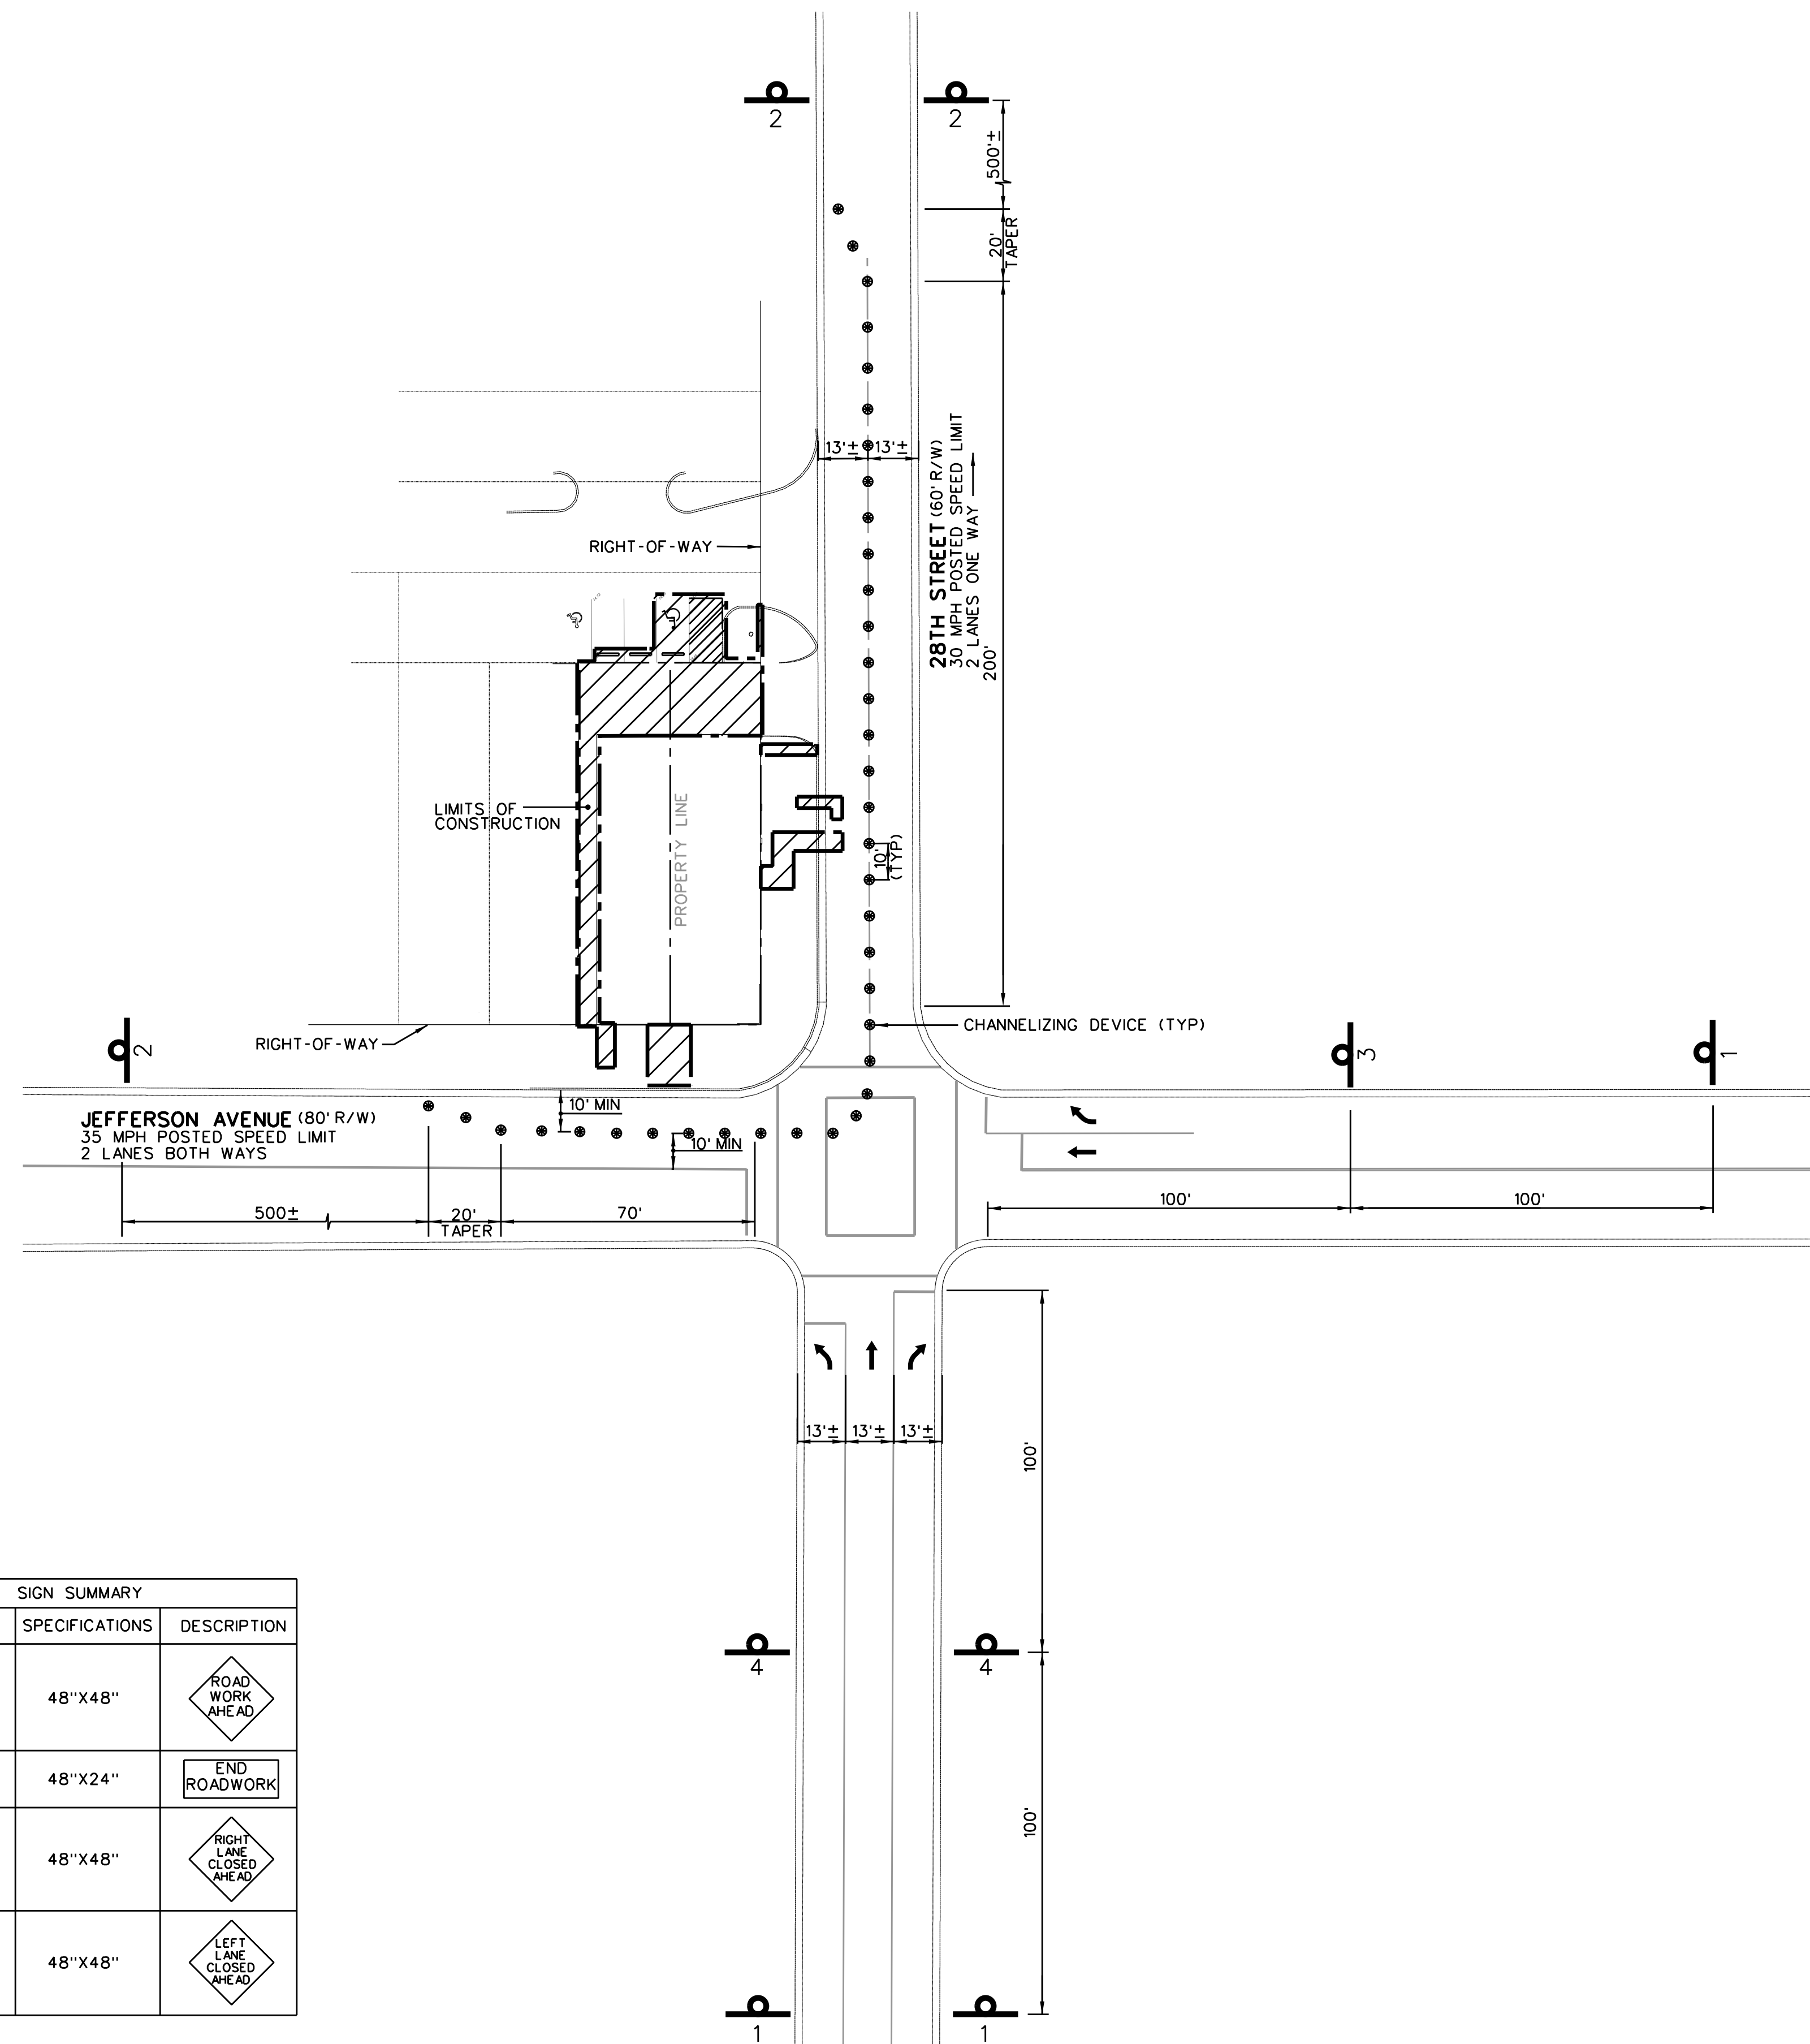 2
2
500'±
20'
TAPER
13'±
13'±
28TH STREET (60' R/W)
30 MPH POSTED SPEED LIMIT
2 LANES ONE WAY
200'
RIGHT-OF-WAY
LIMITS OF
CONSTRUCTION
PROPERTY LINE
10'
(TYP)
CHANNELIZING DEVICE (TYP)
RIGHT-OF-WAY
2
3
1
JEFFERSON AVENUE (80' R/W)
35 MPH POSTED SPEED LIMIT
2 LANES BOTH WAYS
10' MIN
10' MIN
500±
20'
TAPER
70'
100'
100'
13'±
13'±
13'±
100'
4
4
100'
1
1
SIGN SUMMARY
SPECIFICATIONS
DESCRIPTION
48"X48"
ROAD
WORK
AHEAD
48"X24"
END
ROADWORK
48"X48"
RIGHT
LANE
CLOSED
AHEAD
48"X48"
LEFT
LANE
CLOSED
AHEAD